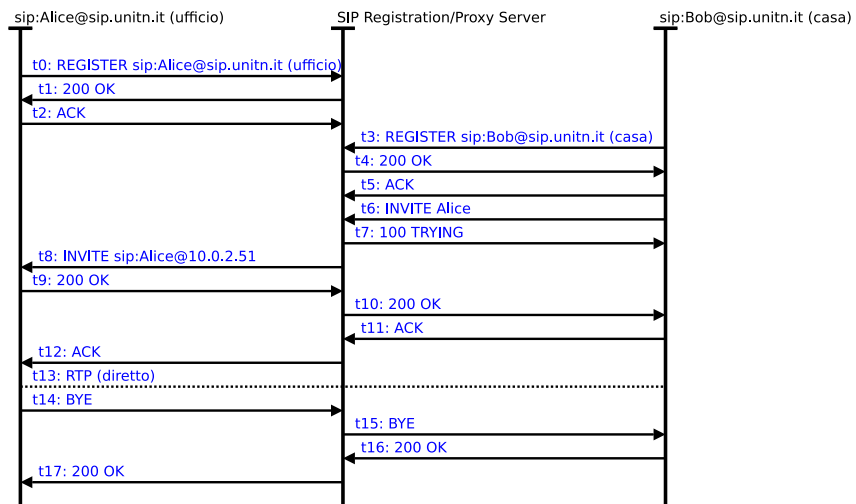 sip:Alice@sip.unitn.it (ufficio)
SIP Registration/Proxy Server
sip:Bob@sip.unitn.it (casa)
t0: REGISTER sip:Alice@sip.unitn.it (ufficio)
t1: 200 OK
t2: ACK
t3: REGISTER sip:Bob@sip.unitn.it (casa)
t4: 200 OK
t5: ACK
t6: INVITE Alice
t7: 100 TRYING
t8: INVITE sip:Alice@10.0.2.51
t9: 200 OK
t10: 200 OK
t11: ACK
t12: ACK
t13: RTP (diretto)
t14: BYE
t15: BYE
t16: 200 OK
t17: 200 OK